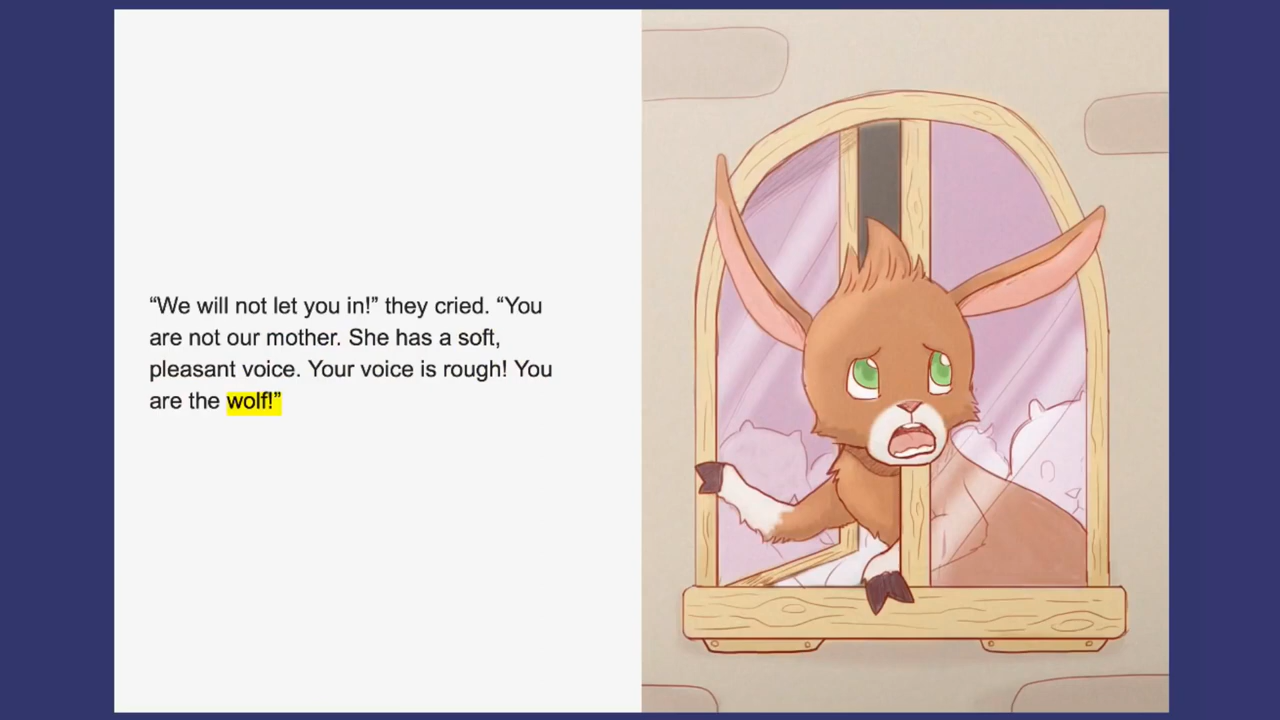 “We will not let you in!” they cried. “You
are not our mother. She has a soft,
pleasant voice. Your voice is rough! You
are the wolf!”